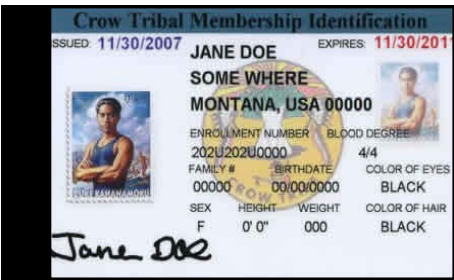 Crow Tribal Membership Identification
ISSUED: 11/30/2007 EXPIRES: 11/30/2011
JANE DOE
SOME WHERE
MONTANA, USA 00000
ENROLLMENT NUMBER BLOOD DEGREE
202U202U0000 4/4
FAMILY # BIRTHDATE COLOR OF EYES
00000 00/00/0000 BLACK
SEX HEIGHT WEIGHT COLOR OF HAIR
F 0' 0" 000 BLACK
Jane Doe